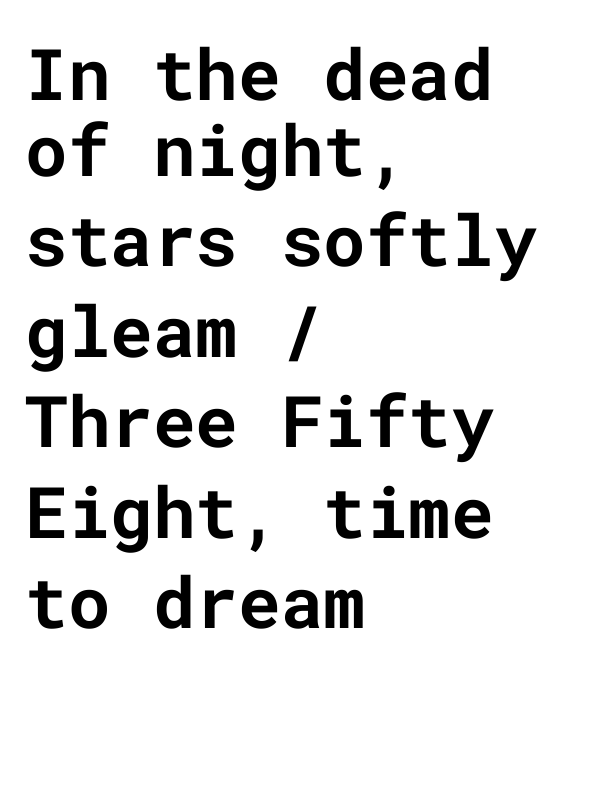 In the dead
of night,
stars softly
gleam /
Three Fifty
Eight, time
to dream